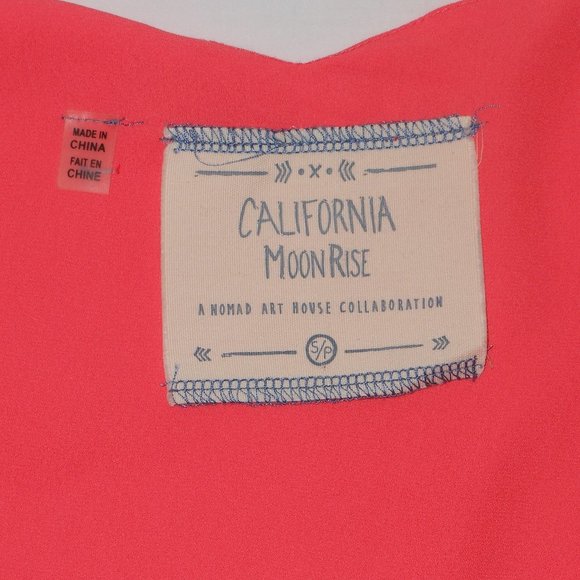 MADE IN
CHINA
FAIT EN
CHINE
CALIFORNIA
MOONRISE
A NOMAD ART HOUSE COLLABORATION
S/P